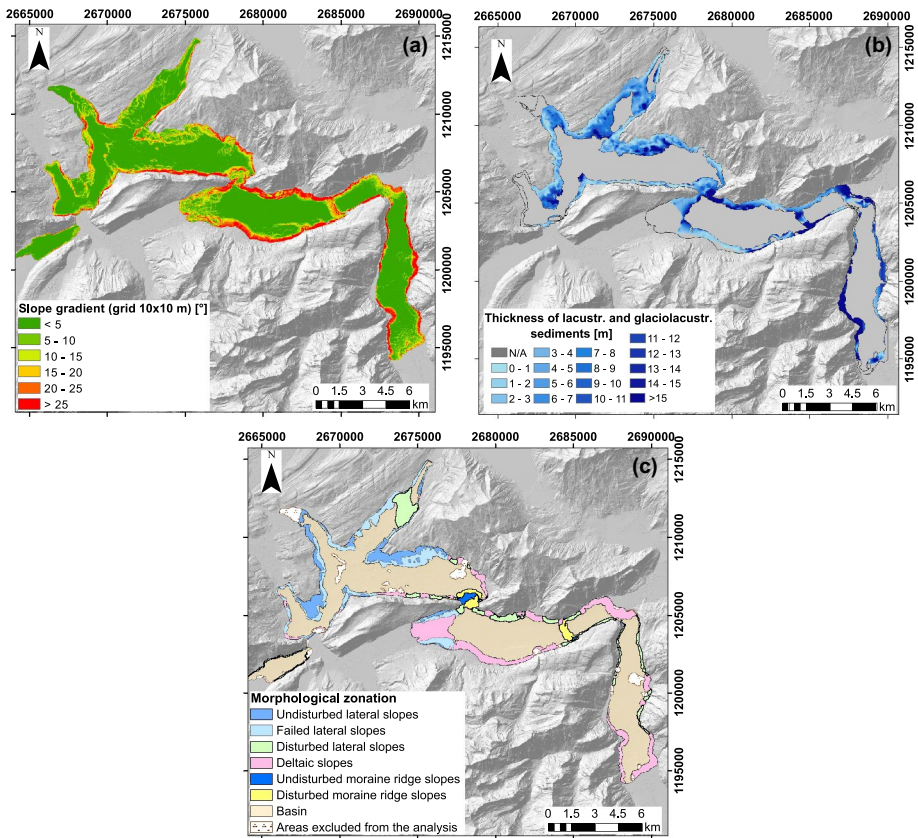 2665000 2670000 2675000 2680000 2685000 2690000
N
(a)
1215000
1210000
1205000
1200000
1195000
Slope gradient (grid 10x10 m) [°]
< 5
5 - 10
10 - 15
15 - 20
20 - 25
> 25
0 1.5 3 4.5 6
km
2665000 2670000 2675000 2680000 2685000 2690000
N
(b)
1215000
1210000
1205000
1200000
1195000
Thickness of lacustr. and glaciolacustr.
sediments [m]
N/A
0 - 1
1 - 2
2 - 3
3 - 4
4 - 5
5 - 6
6 - 7
7 - 8
8 - 9
9 - 10
10 - 11
11 - 12
12 - 13
13 - 14
14 - 15
>15
0 1.5 3 4.5 6
km
2665000 2670000 2675000 2680000 2685000 2690000
N
(c)
1215000
1210000
1205000
1200000
1195000
Morphological zonation
Undisturbed lateral slopes
Failed lateral slopes
Disturbed lateral slopes
Deltaic slopes
Undisturbed moraine ridge slopes
Disturbed moraine ridge slopes
Basin
Areas excluded from the analysis
0 1.5 3 4.5 6
km